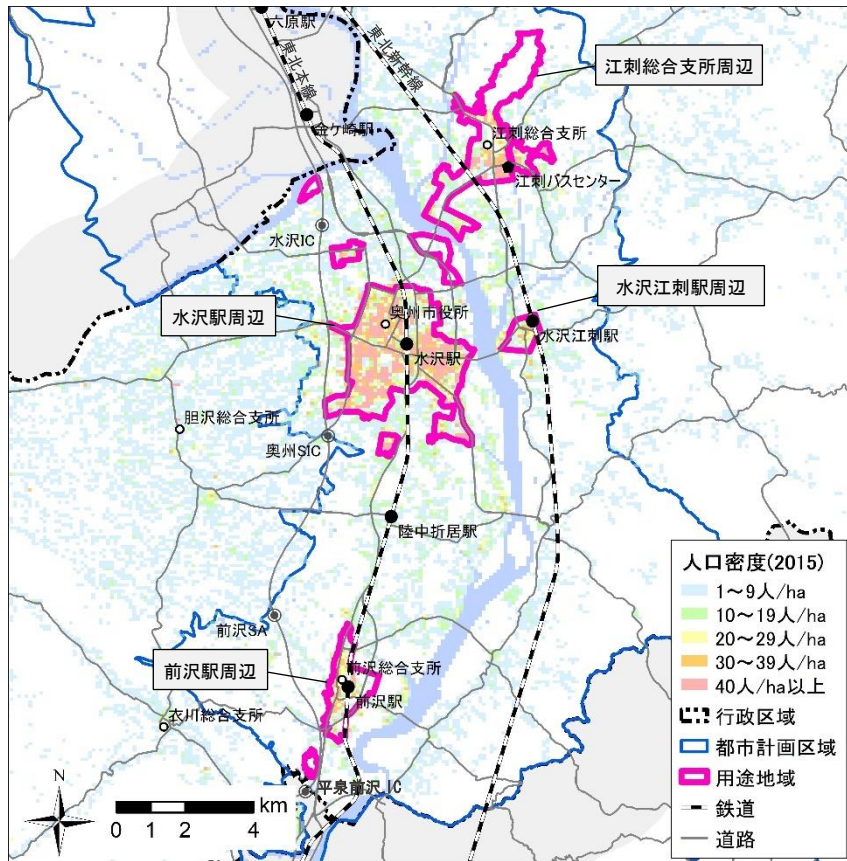 六原駅
東北本線
東北新幹線
江刺総合支所周辺
金ケ崎駅
江刺総合支所
江刺バスセンター
水沢IC
水沢江刺駅周辺
水沢駅周辺
奥州市役所
水沢江刺駅
水沢駅
胆沢総合支所
奥州SIC
陸中折居駅
前沢SA
前沢駅周辺
前沢総合支所
前沢駅
衣川総合支所
平泉前沢IC
人口密度(2015)
1～9人/ha
10～19人/ha
20～29人/ha
30～39人/ha
40人/ha以上
行政区域
都市計画区域
用途地域
鉄道
道路
N
km
0 1 2 4